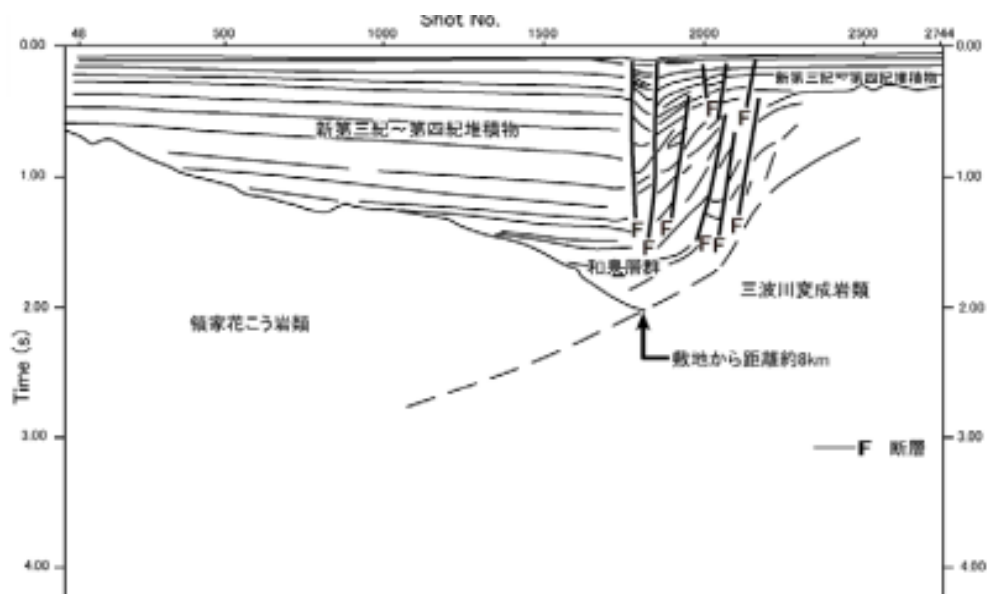 Shot No.
48 500 1000 1500 2000 2500 2744
0.00 0.00
新第三紀~第四紀堆積物
新第三紀~第四紀堆積物
F
F
1.00 1.00
F F F
F F F
和泉層群
三波川変成岩類
2.00 2.00
領家花こう岩類
敷地から距離約8km
Time (s)
3.00 3.00
F 断層
4.00 4.00